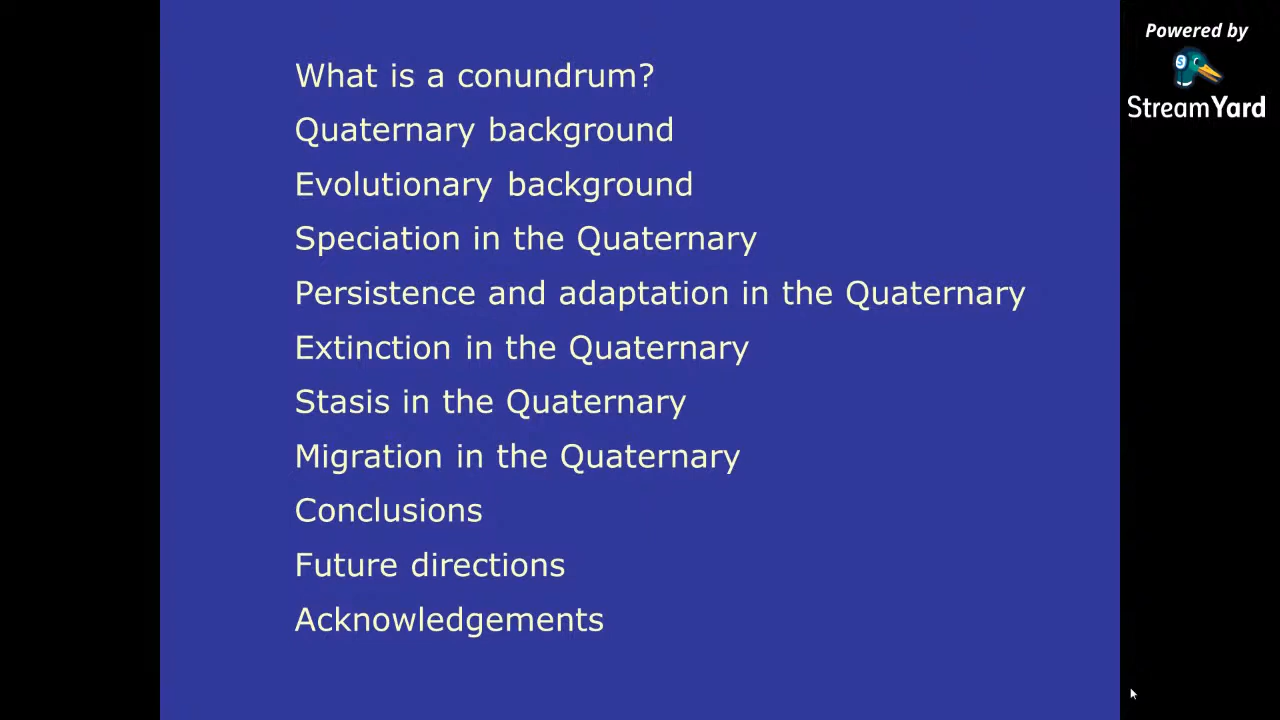 What is a conundrum?
Quaternary background
Evolutionary background
Speciation in the Quaternary
Persistence and adaptation in the Quaternary
Extinction in the Quaternary
Stasis in the Quaternary
Migration in the Quaternary
Conclusions
Future directions
Acknowledgements
Powered by
S
StreamYard